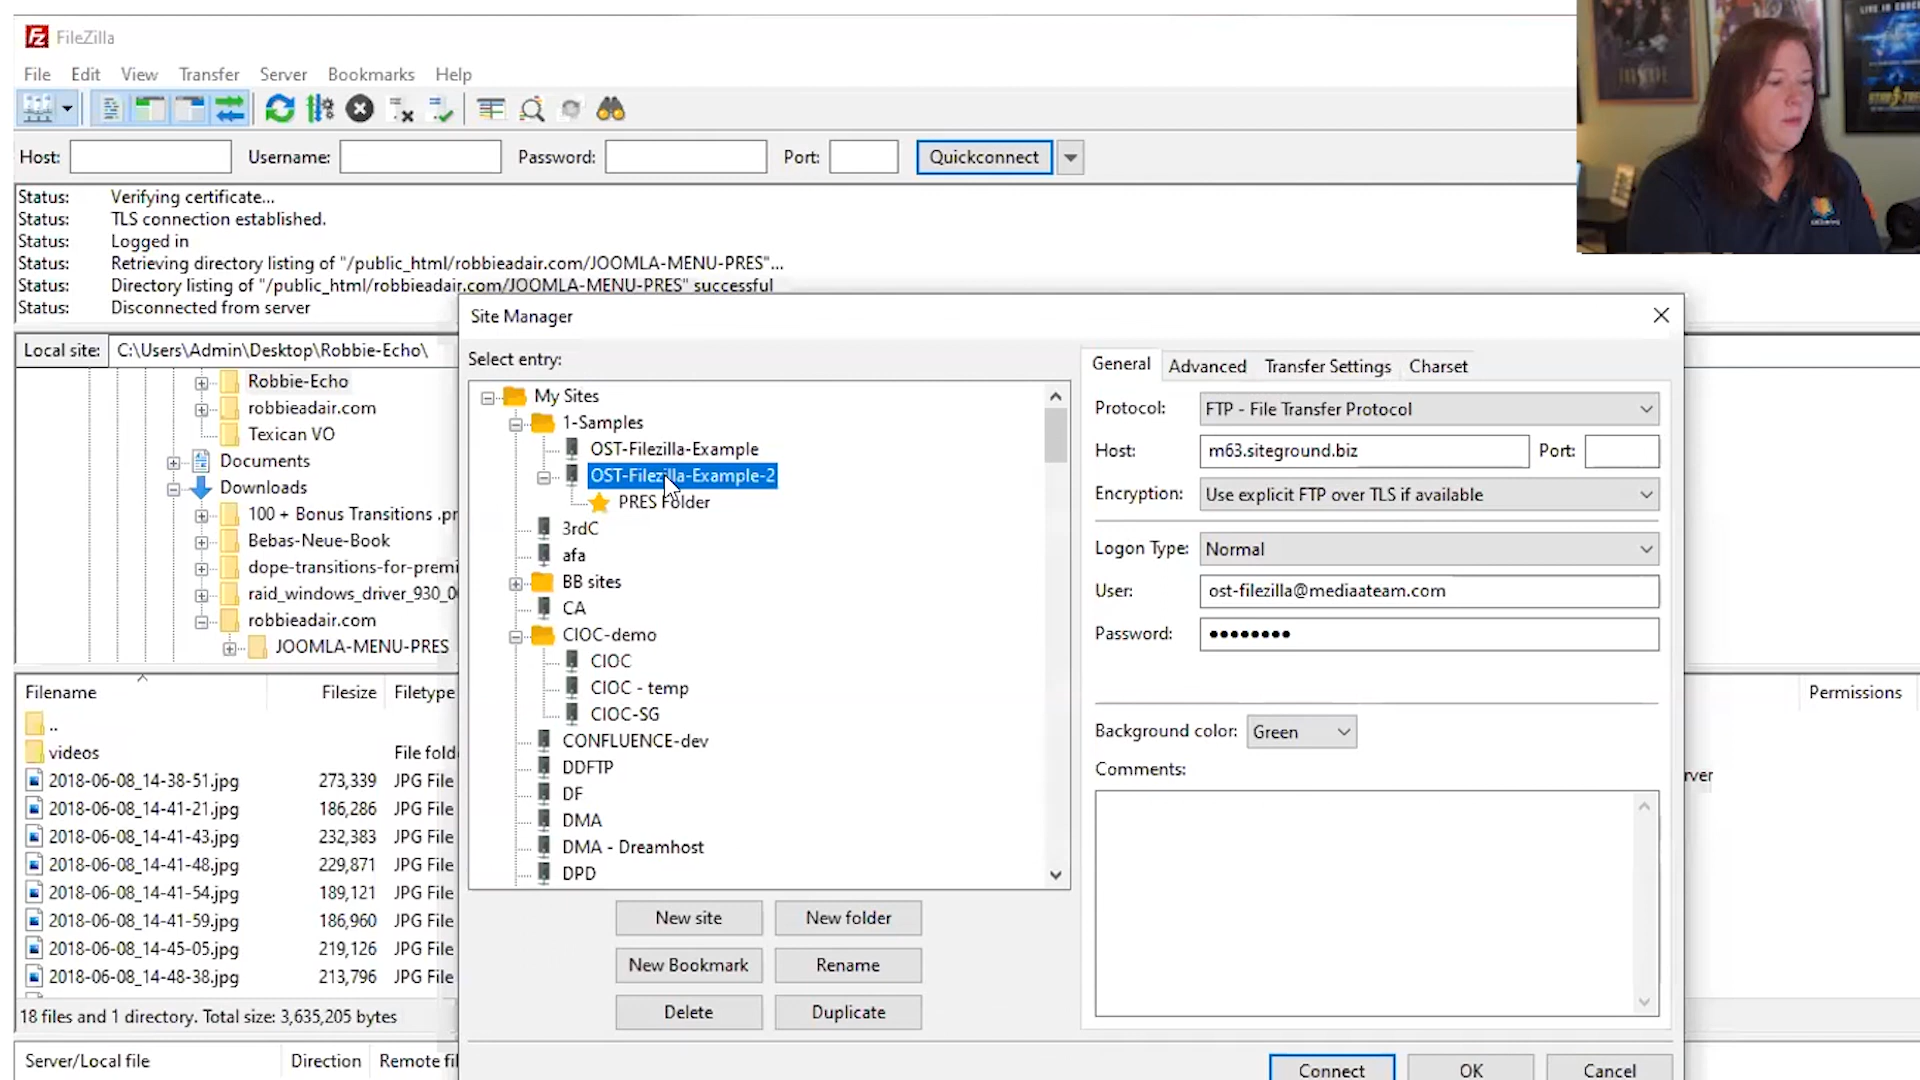 FileZilla
File Edit View Transfer Server Bookmarks Help
Host: Username: Password: Port: Quickconnect
Status: Verifying certificate...
Status: TLS connection established.
Status: Logged in
Status: Retrieving directory listing of "/public_html/robbieadair.com/JOOMLA-MENU-PRES"...
Status: Directory listing of "/public_html/robbieadair.com/JOOMLA-MENU-PRES" successful
Status: Disconnected from server
Local site: C:\Users\Admin\Desktop\Robbie-Echo\
Robbie-Echo
robbieadair.com
Texican VO
Documents
Downloads
100 + Bonus Transitions .pr
Bebas-Neue-Book
dope-transitions-for-premi
raid_windows_driver_930_0
robbieadair.com
JOOMLA-MENU-PRES
Filename Filesize Filetype
..
videos File fold
2018-06-08_14-38-51.jpg 273,339 JPG File
2018-06-08_14-41-21.jpg 186,286 JPG File
2018-06-08_14-41-43.jpg 232,383 JPG File
2018-06-08_14-41-48.jpg 229,871 JPG File
2018-06-08_14-41-54.jpg 189,121 JPG File
2018-06-08_14-41-59.jpg 186,960 JPG File
2018-06-08_14-45-05.jpg 219,126 JPG File
2018-06-08_14-48-38.jpg 213,796 JPG File
18 files and 1 directory. Total size: 3,635,205 bytes
Server/Local file Direction Remote fil
Site Manager
Select entry:
My Sites
1-Samples
OST-Filezilla-Example
OST-Filezilla-Example-2
PRES Folder
3rdC
afa
BB sites
CA
CIOC-demo
CIOC
CIOC - temp
CIOC-SG
CONFLUENCE-dev
DDFTP
DF
DMA
DMA - Dreamhost
DPD
New site New folder
New Bookmark Rename
Delete Duplicate
General Advanced Transfer Settings Charset
Protocol: FTP - File Transfer Protocol
Host: m63.siteground.biz Port:
Encryption: Use explicit FTP over TLS if available
Logon Type: Normal
User: ost-filezilla@mediaateam.com
Password: ●●●●●●●●
Background color: Green
Comments:
Connect OK Cancel
Permissions
rver